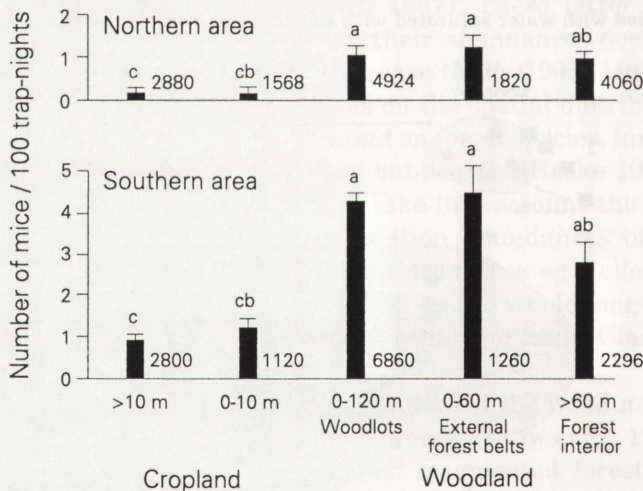 Number of mice / 100 trap-nights
Northern area
2
1
0
c
2880
cb
1568
a
4924
a
1820
ab
4060
Southern area
5
4
3
2
1
0
c
2800
cb
1120
a
6860
a
1260
ab
2296
>10 m
0-10 m
0-120 m
Woodlots
0-60 m
External
forest belts
>60 m
Forest
interior
Cropland
Woodland